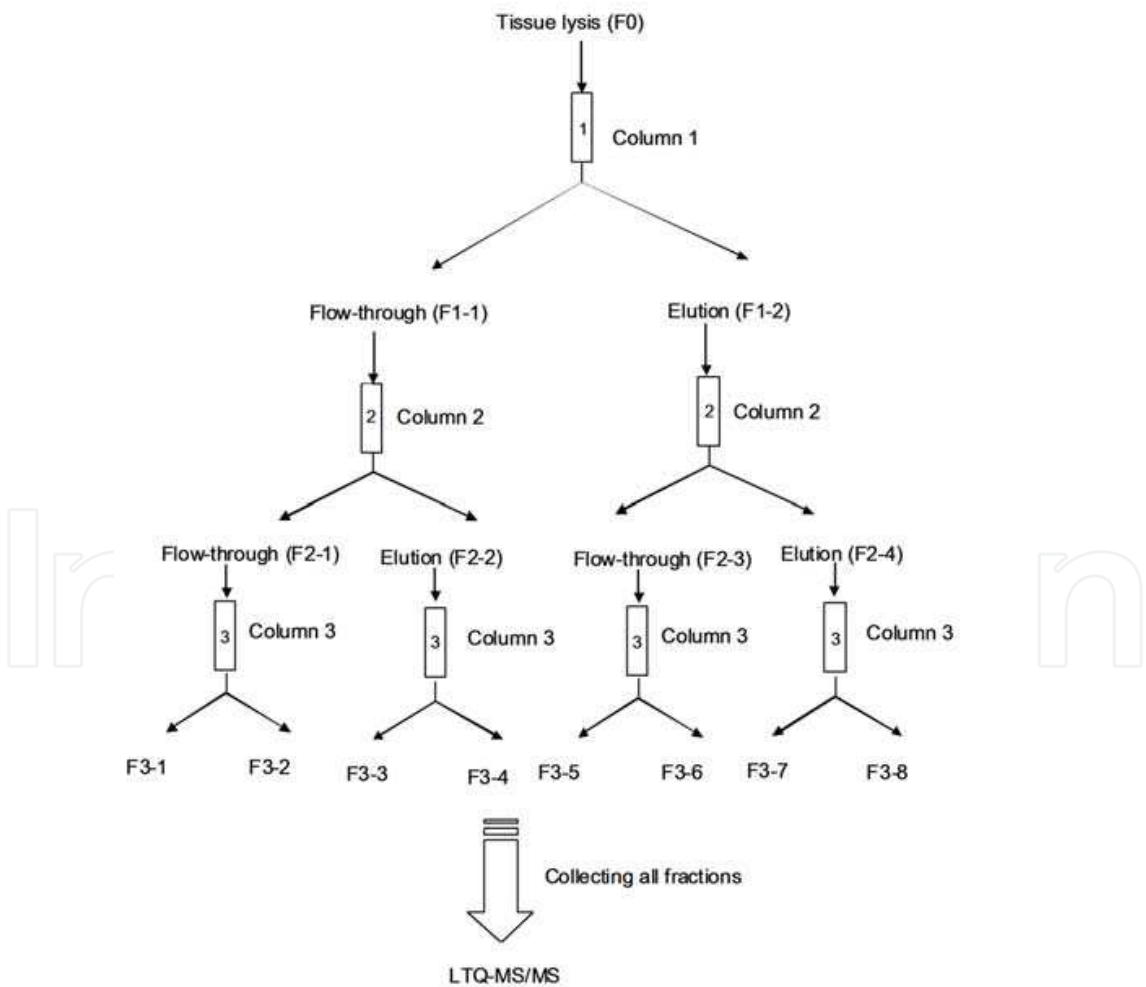 Tissue lysis (F0)
1
Column 1
Flow-through (F1-1)
Elution (F1-2)
2
Column 2
2
Column 2
Flow-through (F2-1)
Elution (F2-2)
Flow-through (F2-3)
Elution (F2-4)
3
Column 3
3
Column 3
3
Column 3
3
Column 3
F3-1
F3-2
F3-3
F3-4
F3-5
F3-6
F3-7
F3-8
Collecting all fractions
LTQ-MS/MS